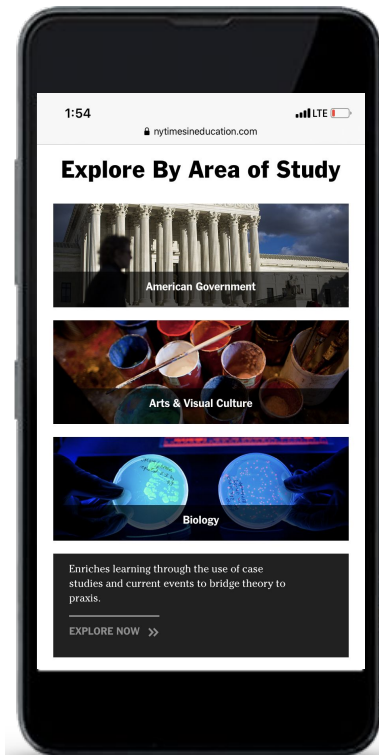 1:54
LTE
nytimesineducation.com
Explore By Area of Study
American Government
Arts & Visual Culture
Biology
Enriches learning through the use of case
studies and current events to bridge theory to
praxis.
EXPLORE NOW »